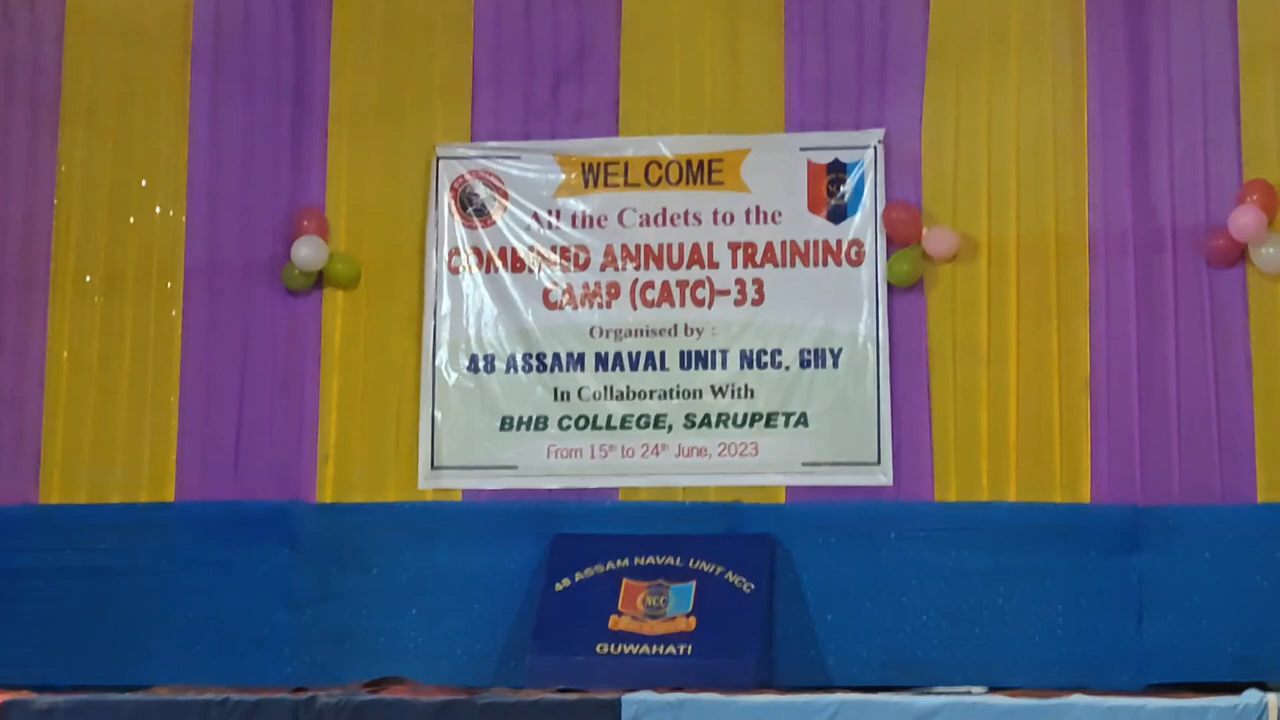 WELCOME
All the Cadets to the
COMBINED ANNUAL TRAINING
CAMP (CATC)-33
Organised by :
48 ASSAM NAVAL UNIT NCC, GHY
In Collaboration With
BHB COLLEGE, SARUPETA
From 15th to 24th June, 2023
48 ASSAM NAVAL UNIT NCC
NCC
GUWAHATI